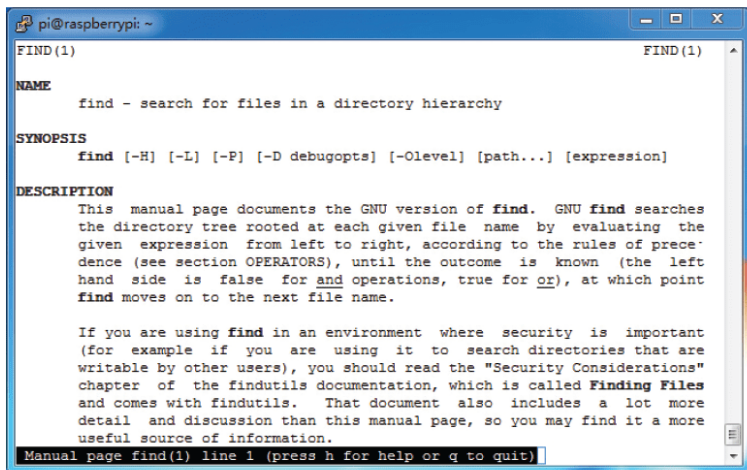 pi@raspberrypi: ~
FIND(1) FIND(1)
NAME
find - search for files in a directory hierarchy
SYNOPSIS
find [-H] [-L] [-P] [-D debugopts] [-Olevel] [path...] [expression]
DESCRIPTION
This manual page documents the GNU version of find. GNU find searches
the directory tree rooted at each given file name by evaluating the
given expression from left to right, according to the rules of prece-
dence (see section OPERATORS), until the outcome is known (the left
hand side is false for and operations, true for or), at which point
find moves on to the next file name.
If you are using find in an environment where security is important
(for example if you are using it to search directories that are
writable by other users), you should read the "Security Considerations"
chapter of the findutils documentation, which is called Finding Files
and comes with findutils. That document also includes a lot more
detail and discussion than this manual page, so you may find it a more
useful source of information.
Manual page find(1) line 1 (press h for help or q to quit)